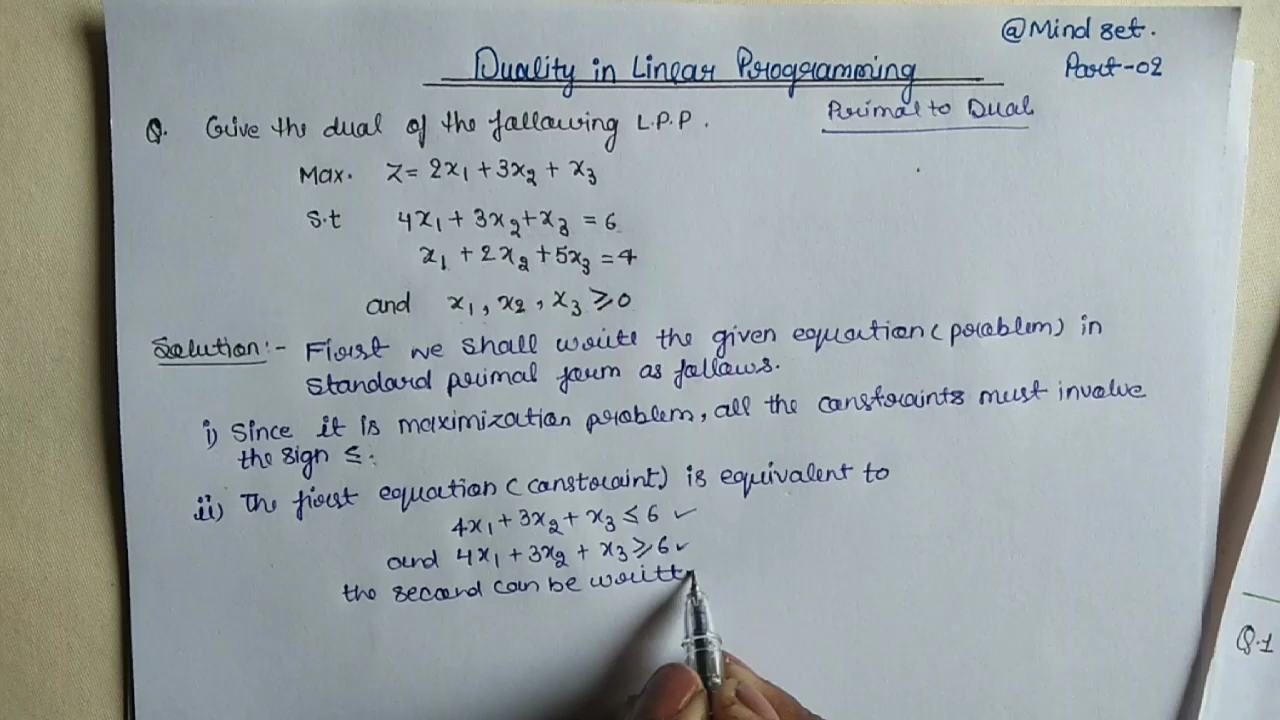 @Mind set.
Part-02
Duality in Linear Programming
Primal to Dual
Q. Give the dual of the fallawing L.P.P.
Max. Z = 2x₁ + 3x₂ + x₃
S.t 4x₁ + 3x₂ + x₃ = 6
x₁ + 2x₂ + 5x₃ = 4
and x₁, x₂, x₃ ≥ 0
Solution:- First we shall write the given equation (problem) in
standard primal form as fallaws.
i) Since it is maximization problem, all the constraints must involve
the sign ≤.
ii) The first equation (constraint) is equivalent to
4x₁ + 3x₂ + x₃ ≤ 6 ✓
and 4x₁ + 3x₂ + x₃ ≥ 6 ✓
the second can be writt
Q.1